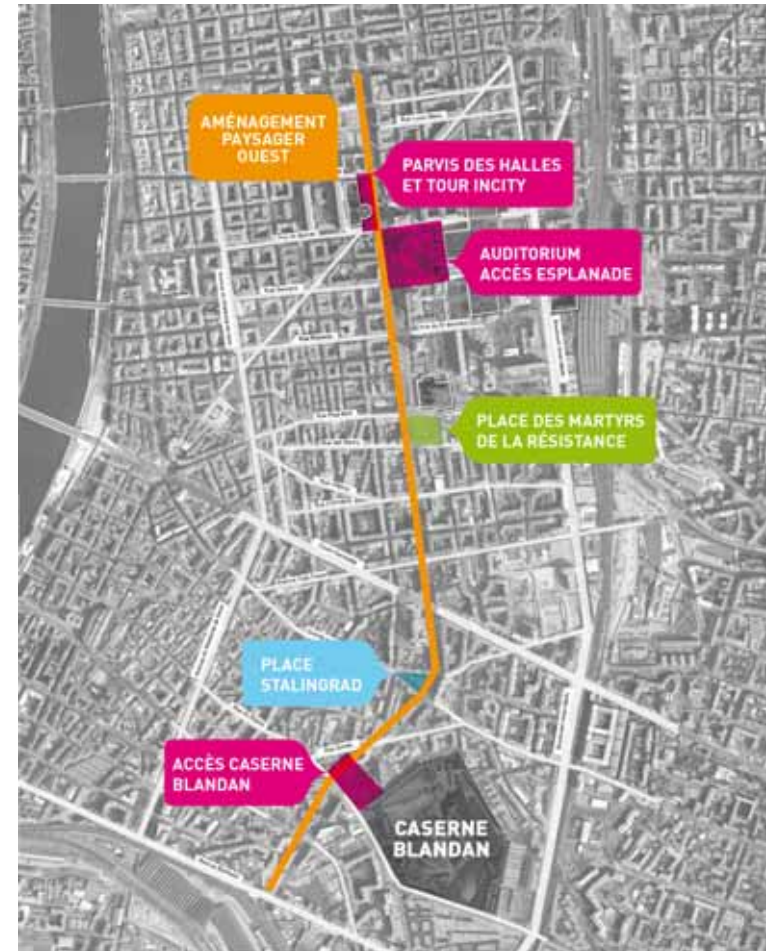 AMÉNAGEMENT
PAYSAGER
OUEST
PARVIS DES HALLES
ET TOUR INCITY
AUDITORIUM
ACCÈS ESPLANADE
PLACE DES MARTYRS
DE LA RÉSISTANCE
PLACE
STALINGRAD
ACCÈS CASERNE
BLANDAN
CASERNE
BLANDAN